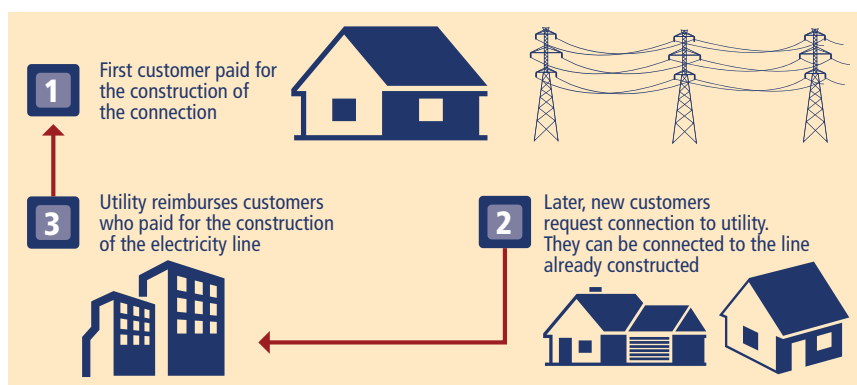 1
First customer paid for
the construction of
the connection
2
Later, new customers
request connection to utility.
They can be connected to the line
already constructed
3
Utility reimburses customers
who paid for the construction
of the electricity line